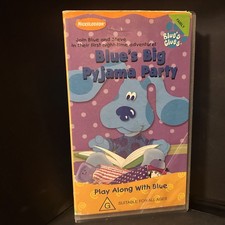 NICKELODEON
Join Blue and Steve
in their first night-time adventure!
Blue's Clues
Blue's Big
Pyjama Party
Play Along With Blue
G
SUITABLE FOR ALL AGES